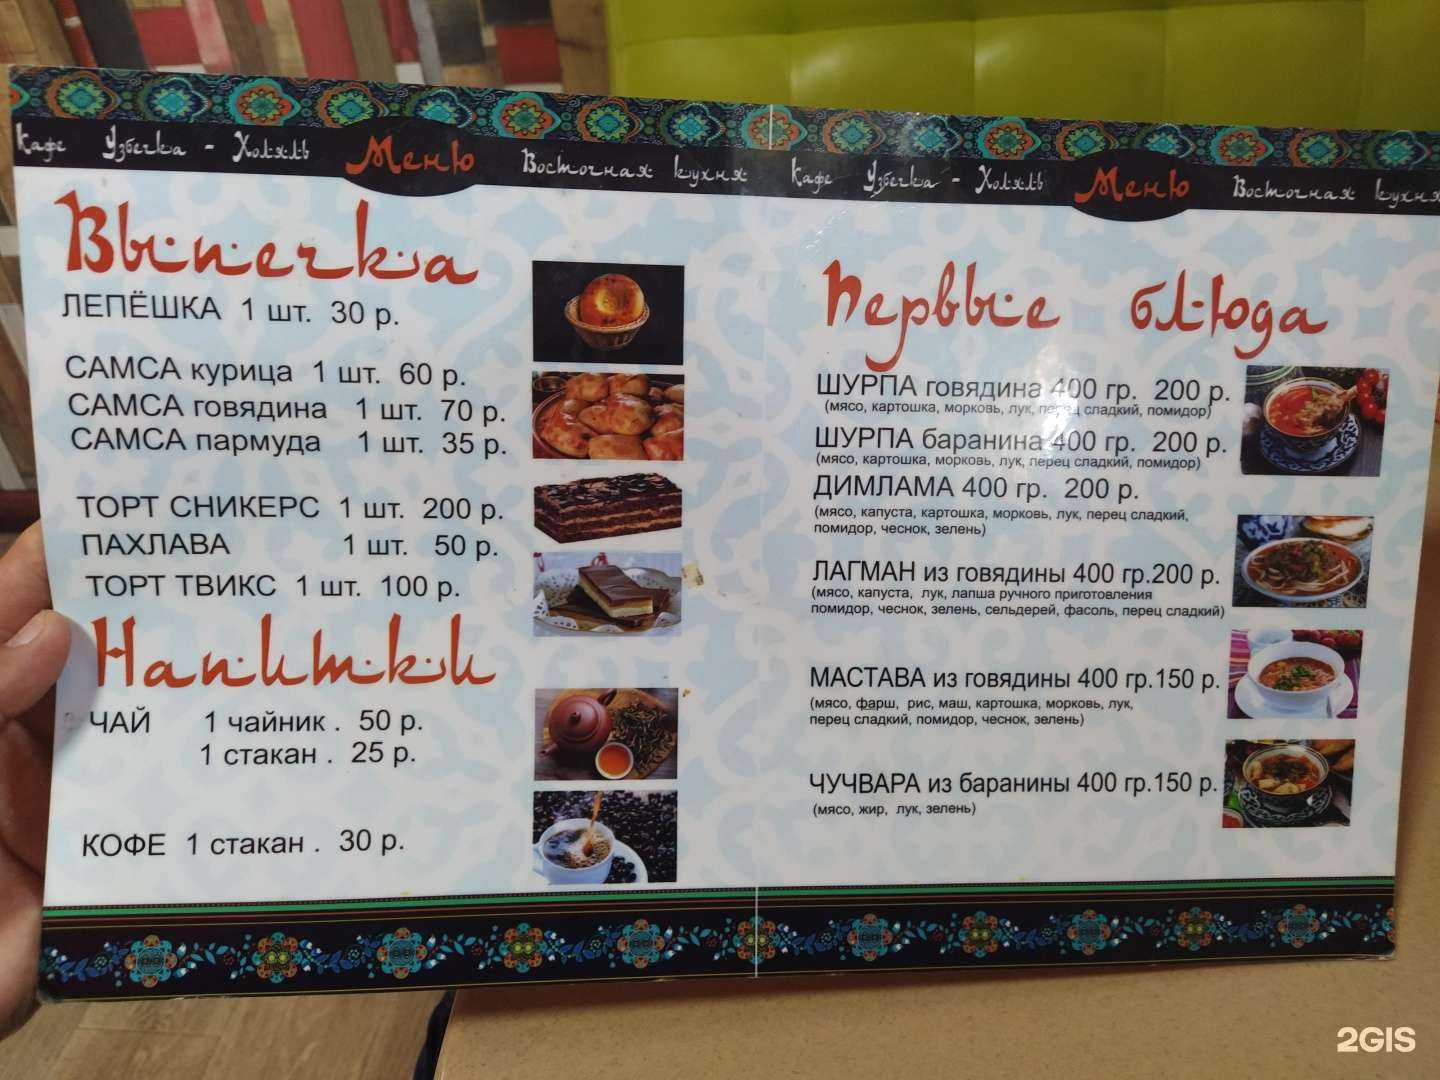 Кафе Узбечка - Холяль Меню Восточная кухня
Выпечка
ЛЕПЁШКА 1 шт. 30 р.
САМСА курица 1 шт. 60 р.
САМСА говядина 1 шт. 70 р.
САМСА пармуда 1 шт. 35 р.
ТОРТ СНИКЕРС 1 шт. 200 р.
ПАХЛАВА 1 шт. 50 р.
ТОРТ ТВИКС 1 шт. 100 р.
Напитки
ЧАЙ 1 чайник . 50 р.
1 стакан . 25 р.
КОФЕ 1 стакан . 30 р.
Кафе Узбечка - Холяль Меню Восточная кухня
Первые блюда
ШУРПА говядина 400 гр. 200 р.
(мясо, картошка, морковь, лук, перец сладкий, помидор)
ШУРПА баранина 400 гр. 200 р.
(мясо, картошка, морковь, лук, перец сладкий, помидор)
ДИМЛАМА 400 гр. 200 р.
(мясо, капуста, картошка, морковь, лук, перец сладкий,
помидор, чеснок, зелень)
ЛАГМАН из говядины 400 гр.200 р.
(мясо, капуста, лук, лапша ручного приготовления
помидор, чеснок, зелень, сельдерей, фасоль, перец сладкий)
МАСТАВА из говядины 400 гр.150 р.
(мясо, фарш, рис, маш, картошка, морковь, лук,
перец сладкий, помидор, чеснок, зелень)
ЧУЧВАРА из баранины 400 гр.150 р.
(мясо, жир, лук, зелень)
2GIS